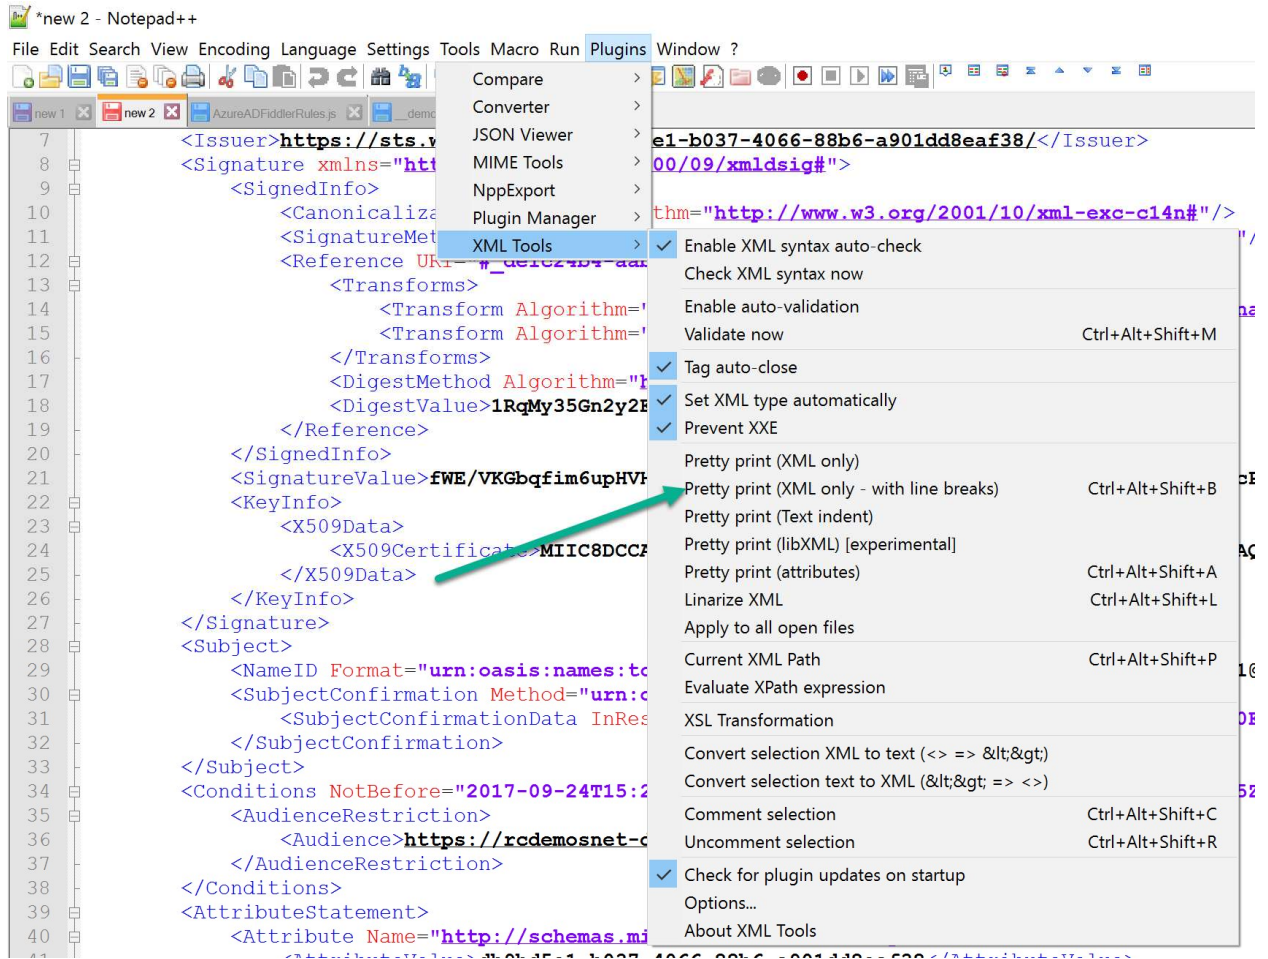 *new 2 - Notepad++
File Edit Search View Encoding Language Settings Tools Macro Run Plugins Window ?
new 1 new 2 AzureADFiddlerRules.js
Compare
Converter
JSON Viewer
MIME Tools
NppExport
Plugin Manager
XML Tools
Enable XML syntax auto-check
Check XML syntax now
Enable auto-validation
Validate now Ctrl+Alt+Shift+M
Tag auto-close
Set XML type automatically
Prevent XXE
Pretty print (XML only)
Pretty print (XML only - with line breaks) Ctrl+Alt+Shift+B
Pretty print (Text indent)
Pretty print (libXML) [experimental]
Pretty print (attributes) Ctrl+Alt+Shift+A
Linarize XML Ctrl+Alt+Shift+L
Apply to all open files
Current XML Path Ctrl+Alt+Shift+P
Evaluate XPath expression
XSL Transformation
Convert selection XML to text (<> => &lt;&gt;)
Convert selection text to XML (&lt;&gt; => <>)
Comment selection Ctrl+Alt+Shift+C
Uncomment selection Ctrl+Alt+Shift+R
Check for plugin updates on startup
Options...
About XML Tools
7 <Issuer>https://sts.w e1-b037-4066-88b6-a901dd8eaf38/</Issuer>
8 <Signature xmlns="htt 00/09/xmldsig#">
9 <SignedInfo>
10 <Canonicaliza thm="http://www.w3.org/2001/10/xml-exc-c14n#"/>
11 <SignatureMet "/
12 <Reference
13 <Transforms>
14 <Transform Algorithm="
15 <Transform Algorithm="
16 </Transforms>
17 <DigestMethod Algorithm="h
18 <DigestValue>1RqMy35Gn2y2
19 </Reference>
20 </SignedInfo>
21 <SignatureValue>fWE/VKGbqfim6upHV
22 <KeyInfo>
23 <X509Data>
24 <X509Certificate>MIIC8DCCA
25 </X509Data>
26 </KeyInfo>
27 </Signature>
28 <Subject>
29 <NameID Format="urn:oasis:names:tc 1@
30 <SubjectConfirmation Method="urn:o
31 <SubjectConfirmationData InRes
32 </SubjectConfirmation>
33 </Subject>
34 <Conditions NotBefore="2017-09-24T15:2 5Z
35 <AudienceRestriction>
36 <Audience>https://rcdemosnet-
37 </AudienceRestriction>
38 </Conditions>
39 <AttributeStatement>
40 <Attribute Name="http://schemas.mi